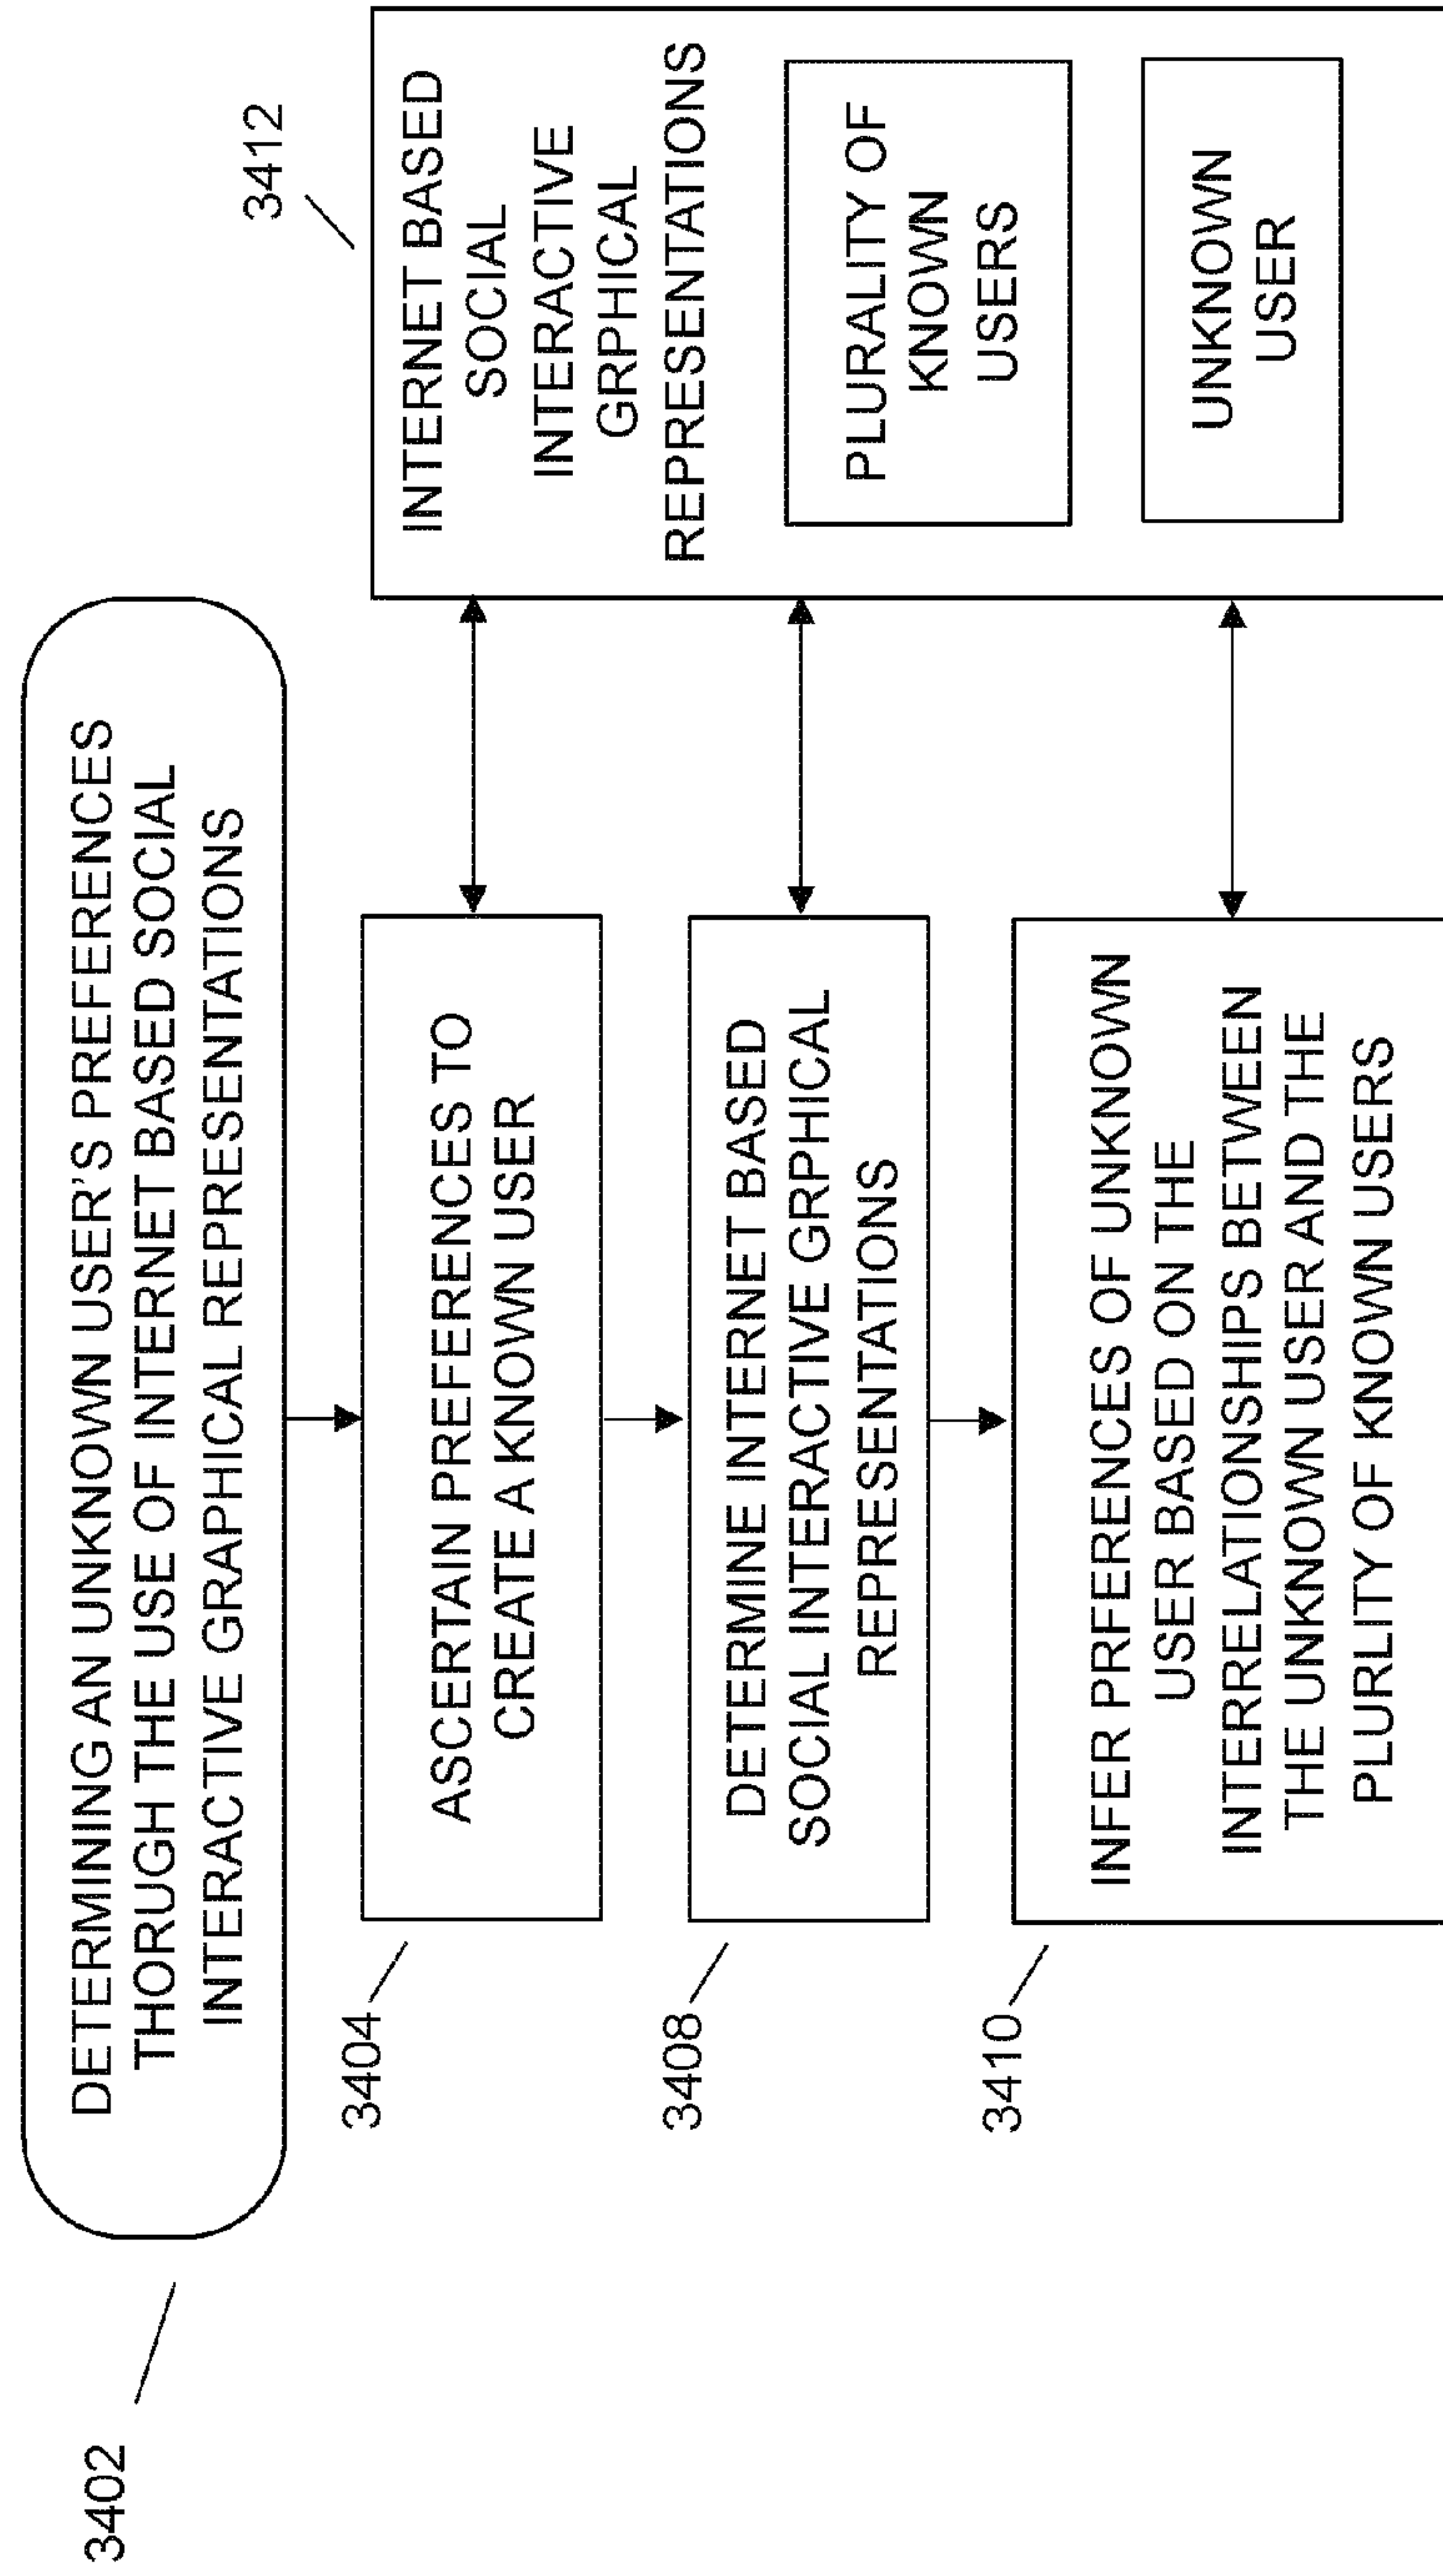 3402
DETERMINING AN UNKNOWN USER'S PREFERENCES
THORUGH THE USE OF INTERNET BASED SOCIAL
INTERACTIVE GRAPHICAL REPRESENTATIONS
3404
ASCERTAIN PREFERENCES TO
CREATE A KNOWN USER
3408
DETERMINE INTERNET BASED
SOCIAL INTERACTIVE GRPHICAL
REPRESENTATIONS
3410
INFER PRFERENCES OF UNKNOWN
USER BASED ON THE
INTERRELATIONSHIPS BETWEEN
THE UNKNOWN USER AND THE
PLURLITY OF KNOWN USERS
3412
INTERNET BASED
SOCIAL
INTERACTIVE
GRPHICAL
REPRESENTATIONS
PLURALITY OF
KNOWN
USERS
UNKNOWN
USER